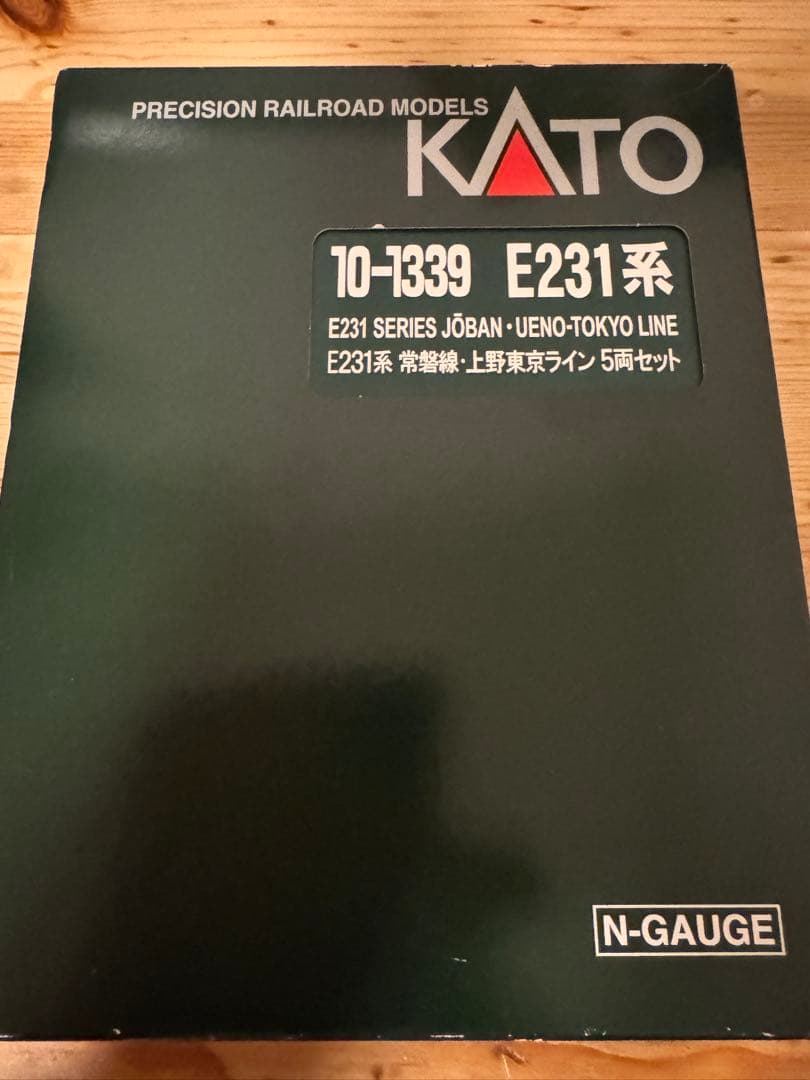 PRECISION RAILROAD MODELS
KATO
10-1339 E231系
E231 SERIES JŌBAN・UENO-TOKYO LINE
E231系 常磐線・上野東京ライン 5両セット
N-GAUGE